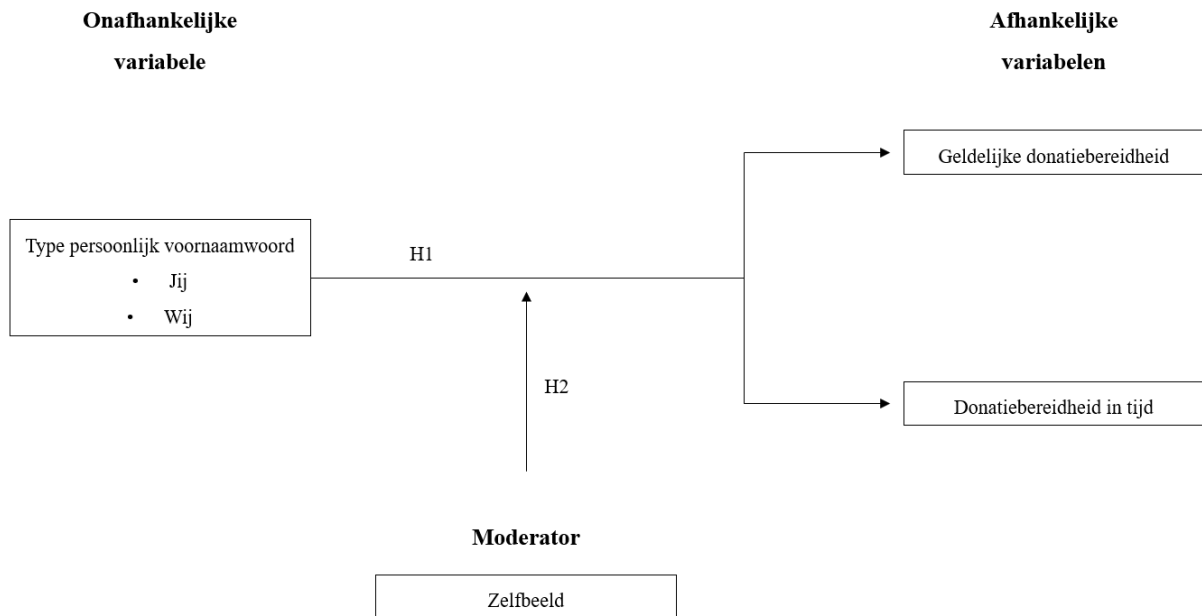 Onafhankelijke
variabele
Afhankelijke
variabelen
Geldelijke donatiebereidheid
Type persoonlijk voornaamwoord
• Jij
• Wij
H1
H2
Donatiebereidheid in tijd
Moderator
Zelfbeeld